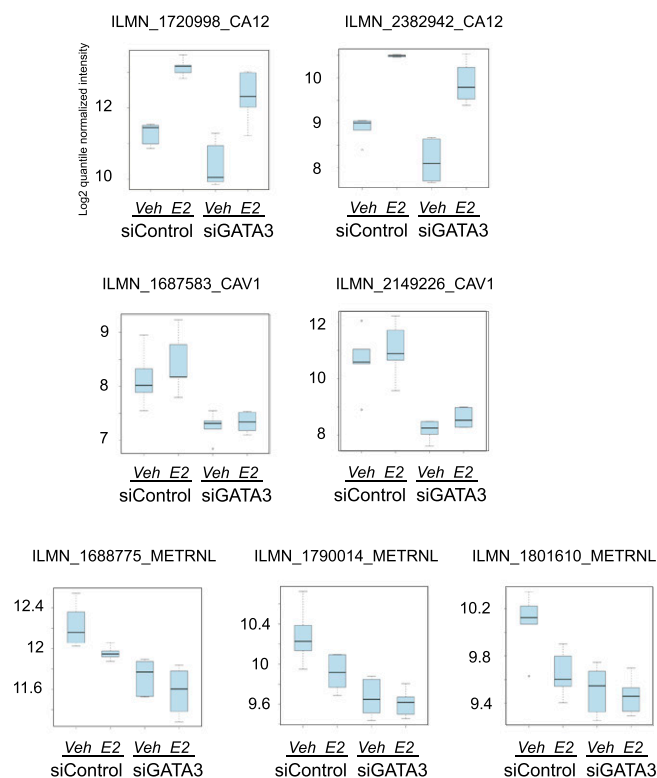 ILMN_1720998_CA12
ILMN_2382942_CA12
Log2 quantile normalized intensity
12
10
10
9
8
Veh E2 Veh E2
siControl siGATA3
Veh E2 Veh E2
siControl siGATA3
ILMN_1687583_CAV1
ILMN_2149226_CAV1
9
8
7
12
10
8
Veh E2 Veh E2
siControl siGATA3
Veh E2 Veh E2
siControl siGATA3
ILMN_1688775_METRNL
ILMN_1790014_METRNL
ILMN_1801610_METRNL
12.4
12
11.6
10.4
10
9.6
10.2
9.8
9.4
Veh E2 Veh E2
siControl siGATA3
Veh E2 Veh E2
siControl siGATA3
Veh E2 Veh E2
siControl siGATA3